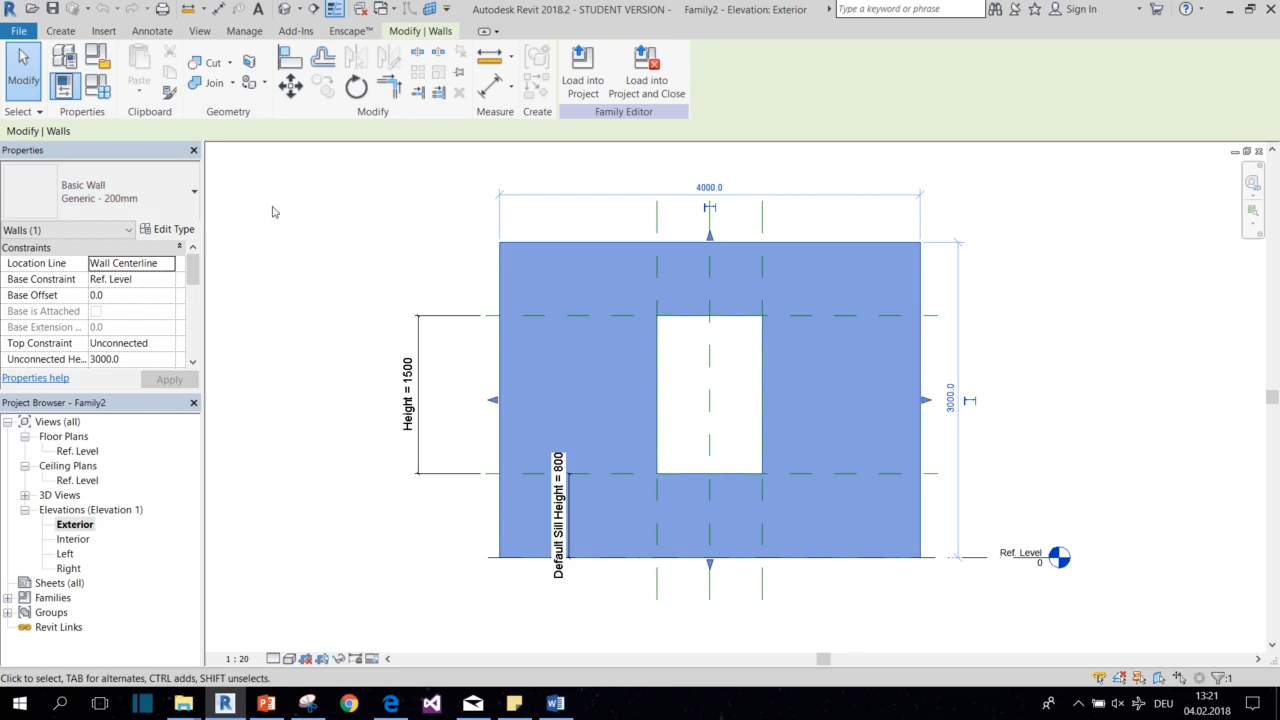 Autodesk Revit 2018.2 - STUDENT VERSION - Family2 - Elevation: Exterior
Type a keyword or phrase
Sign In
File Create Insert Annotate View Manage Add-Ins Enscape™ Modify | Walls
Modify
Paste
Cut
Join
Load into
Project
Load into
Project and Close
Select Properties Clipboard Geometry Modify Measure Create Family Editor
Modify | Walls
Properties
Basic Wall
Generic - 200mm
Walls (1)
Edit Type
Constraints
Location Line Wall Centerline
Base Constraint Ref. Level
Base Offset 0.0
Base is Attached
Base Extension ... 0.0
Top Constraint Unconnected
Unconnected He... 3000.0
Properties help
Apply
Project Browser - Family2
Views (all)
Floor Plans
Ref. Level
Ceiling Plans
Ref. Level
3D Views
Elevations (Elevation 1)
Exterior
Interior
Left
Right
Sheets (all)
Families
Groups
Revit Links
4000.0
3000.0
Height = 1500
Default Sill Height = 800
Ref. Level
0
1 : 20
Click to select, TAB for alternates, CTRL adds, SHIFT unselects.
:1
DEU
13:21
04.02.2018